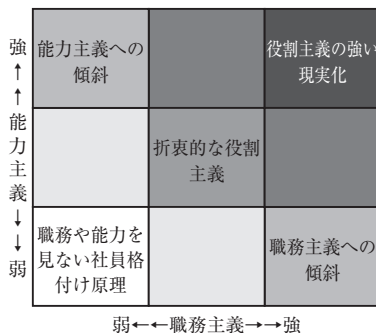 強↑↑能力主義↓↓弱
能力主義への
傾斜
役割主義の強い
現実化
折衷的な役割
主義
職務や能力を
見ない社員格
付け原理
職務主義への
傾斜
弱←←職務主義→→強